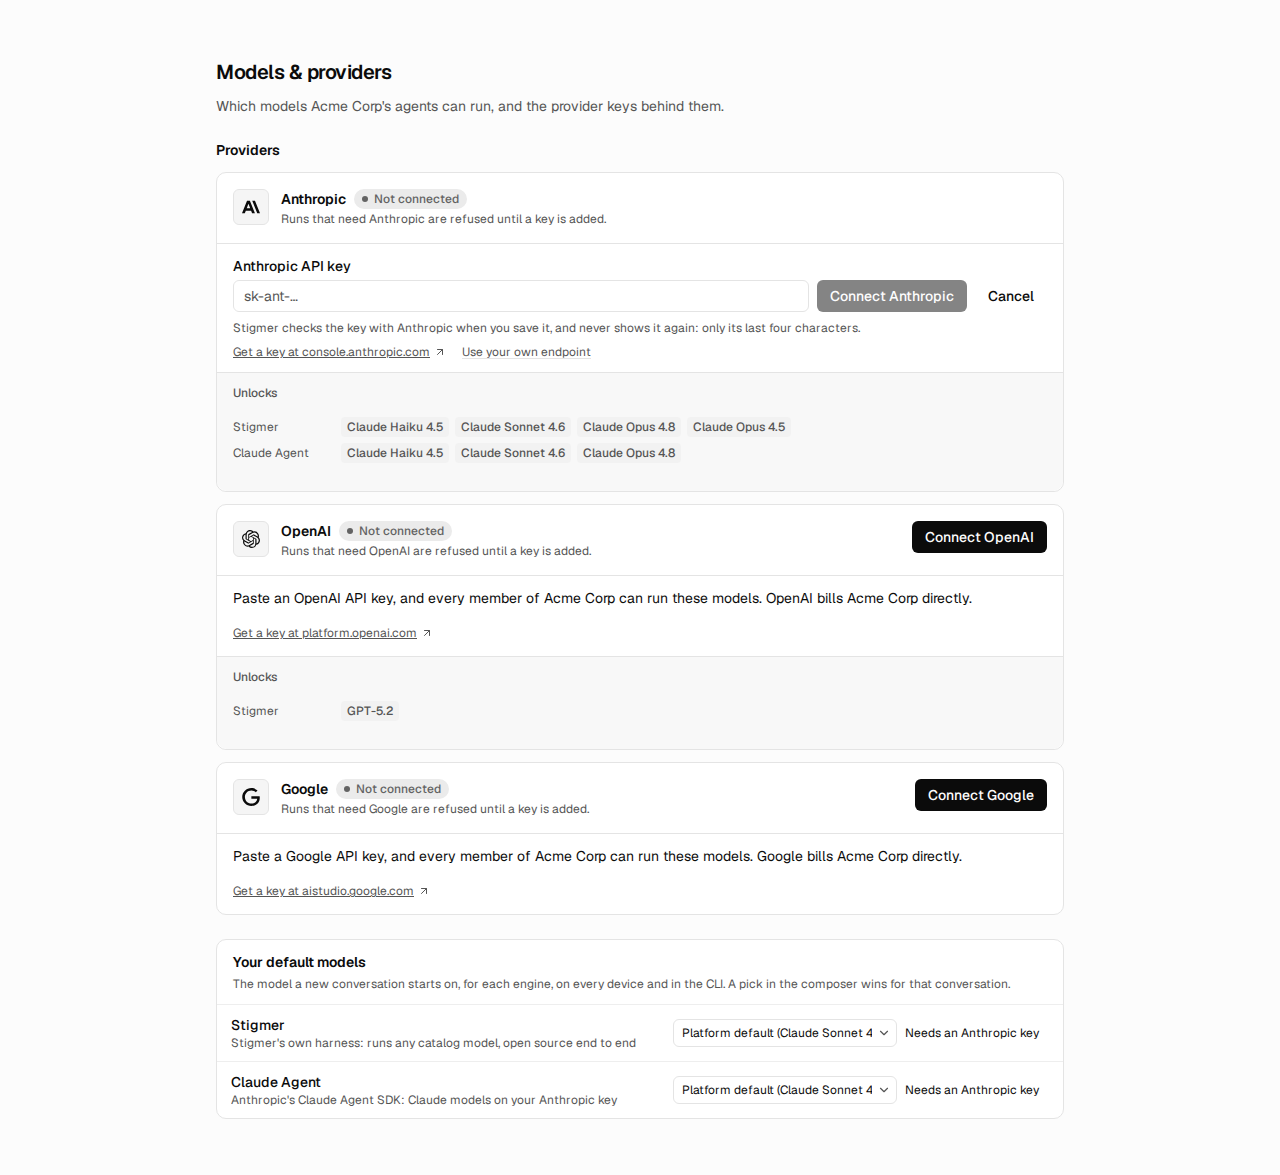 Models & providers
Which models Acme Corp's agents can run, and the provider keys behind them.
Providers
Anthropic
Not connected
Runs that need Anthropic are refused until a key is added.
Anthropic API key
sk-ant-...
Connect Anthropic
Cancel
Stigmer checks the key with Anthropic when you save it, and never shows it again: only its last four characters.
Get a key at console.anthropic.com
Use your own endpoint
Unlocks
Stigmer
Claude Haiku 4.5
Claude Sonnet 4.6
Claude Opus 4.8
Claude Opus 4.5
Claude Agent
Claude Haiku 4.5
Claude Sonnet 4.6
Claude Opus 4.8
OpenAI
Not connected
Runs that need OpenAI are refused until a key is added.
Connect OpenAI
Paste an OpenAI API key, and every member of Acme Corp can run these models. OpenAI bills Acme Corp directly.
Get a key at platform.openai.com
Unlocks
Stigmer
GPT-5.2
Google
Not connected
Runs that need Google are refused until a key is added.
Connect Google
Paste a Google API key, and every member of Acme Corp can run these models. Google bills Acme Corp directly.
Get a key at aistudio.google.com
Your default models
The model a new conversation starts on, for each engine, on every device and in the CLI. A pick in the composer wins for that conversation.
Stigmer
Stigmer's own harness: runs any catalog model, open source end to end
Platform default (Claude Sonnet 4
Needs an Anthropic key
Claude Agent
Anthropic's Claude Agent SDK: Claude models on your Anthropic key
Platform default (Claude Sonnet 4
Needs an Anthropic key